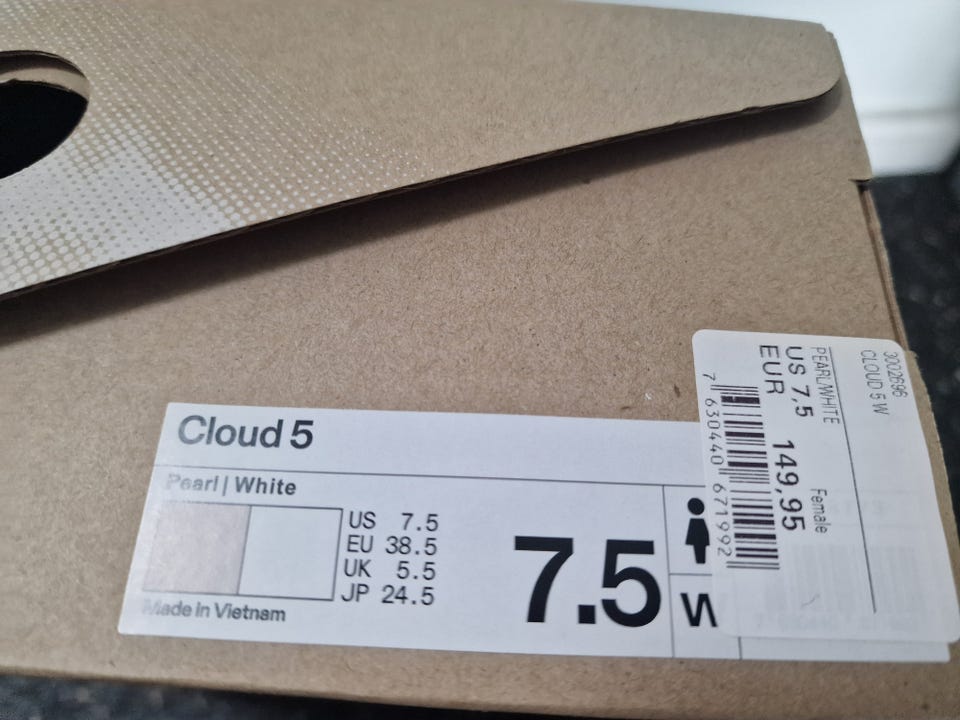 Cloud 5
Pearl | White
US 7.5
EU 38.5
UK 5.5
JP 24.5
Made in Vietnam
7.5
W
3002696
CLOUD 5 W
PEARL/WHITE
Female
US 7,5
EUR 149,95
7 630440 671992